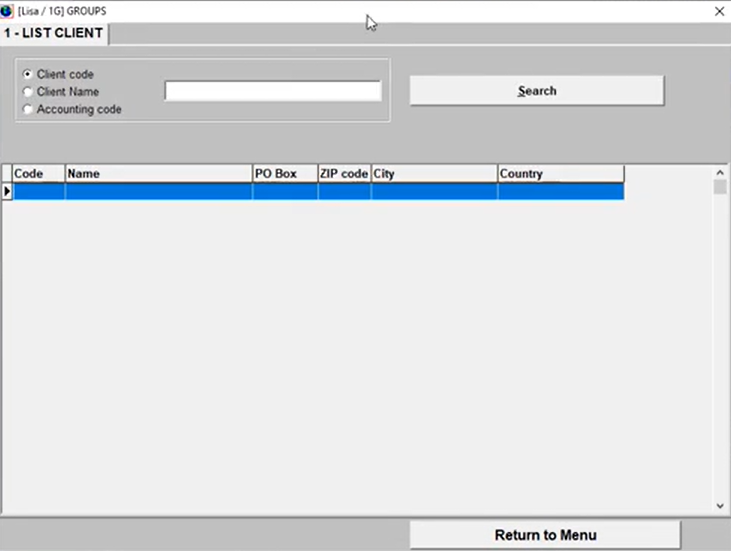 [Lisa / 1G] GROUPS
1 - LIST CLIENT
Client code
Client Name
Accounting code
Search
Code Name PO Box ZIP code City Country
Return to Menu